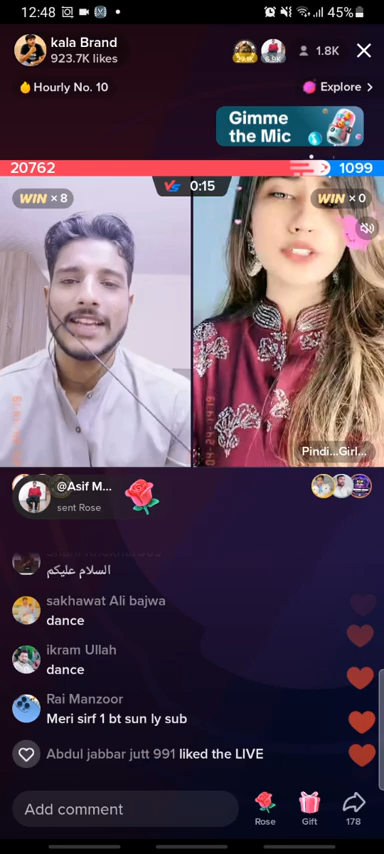 12:48
45%
kala Brand
923.7K likes
1.8K
Hourly No. 10
Explore
Gimme
the Mic
20762
1099
VS 0:15
WIN × 8
WIN × 0
Pindi...Girl...
@Asif M...
sent Rose
السلام عليكم
sakhawat Ali bajwa
dance
ikram Ullah
dance
Rai Manzoor
Meri sirf 1 bt sun ly sub
Abdul jabbar jutt 991 liked the LIVE
Add comment
Rose
Gift
178